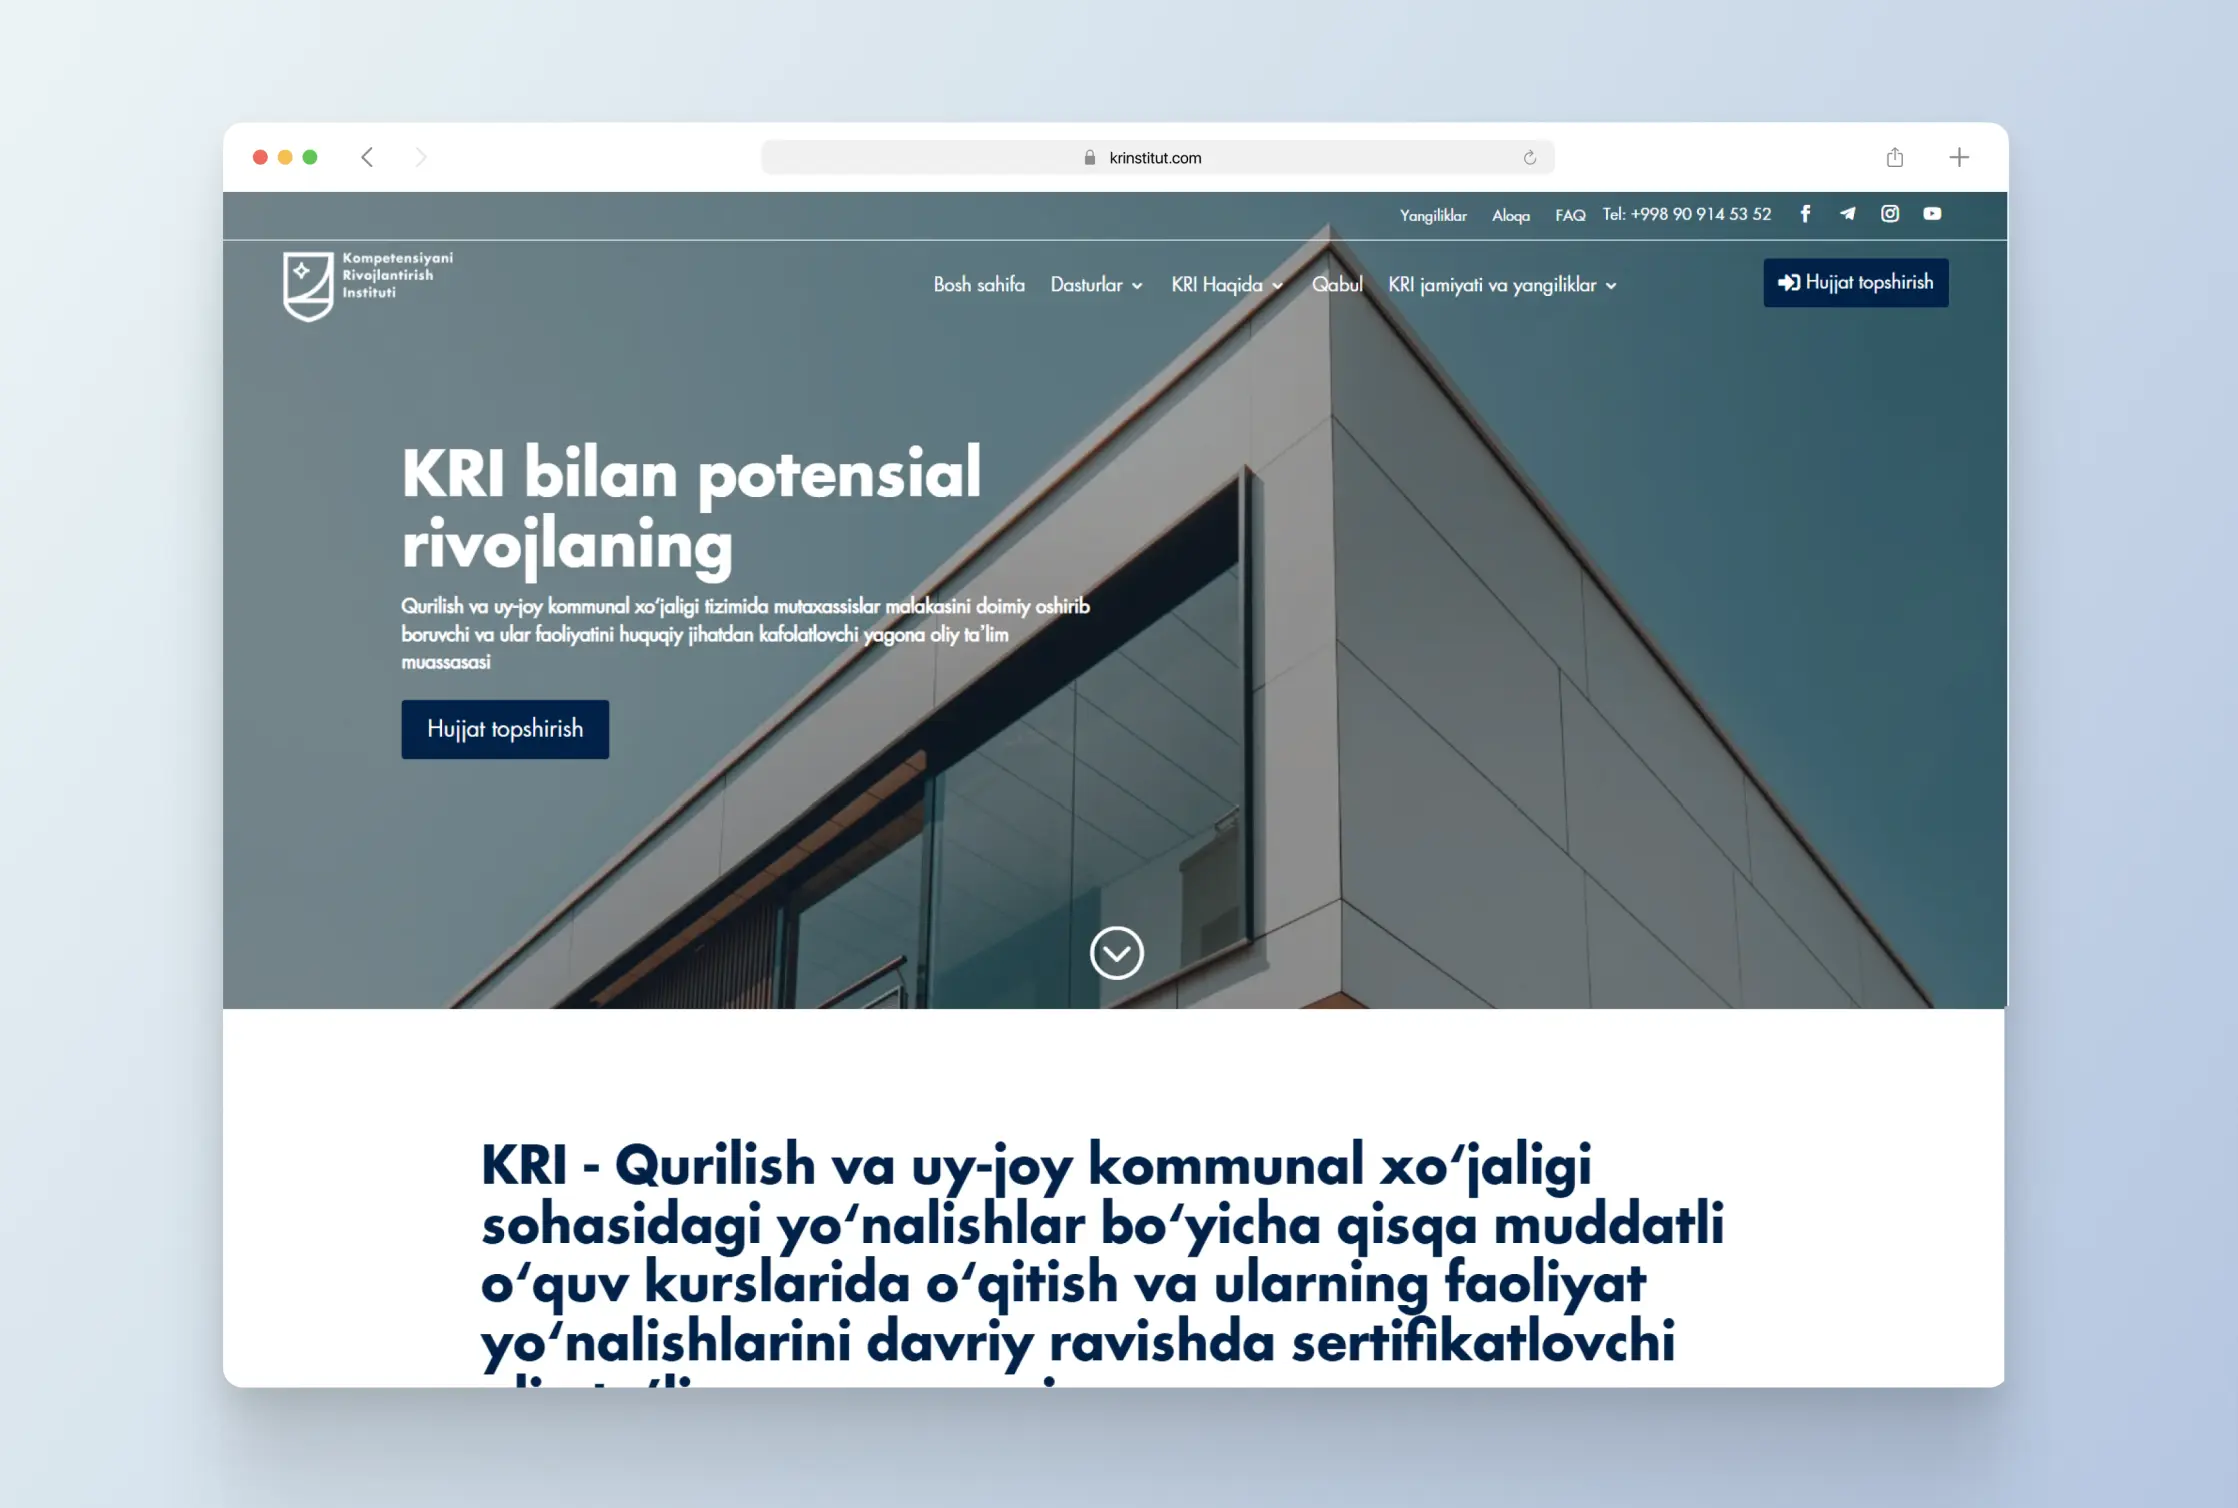 krinstitut.com
Yangiliklar Aloqa FAQ Tel: +998 90 914 53 52
Kompetensiyani
Rivojlantirish
Instituti
Bosh sahifa Dasturlar KRI Haqida Qabul KRI jamiyati va yangiliklar Hujjat topshirish
KRI bilan potensial
rivojlaning
Qurilish va uy-joy kommunal xo‘jaligi tizimida mutaxassislar malakasini doimiy oshirib
boruvchi va ular faoliyatini huquqiy jihatdan kafolatlovchi yagona oliy ta’lim
muassasasi
Hujjat topshirish
KRI - Qurilish va uy-joy kommunal xo‘jaligi
sohasidagi yo‘nalishlar bo‘yicha qisqa muddatli
o‘quv kurslarida o‘qitish va ularning faoliyat
yo‘nalishlarini davriy ravishda sertifikatlovchi